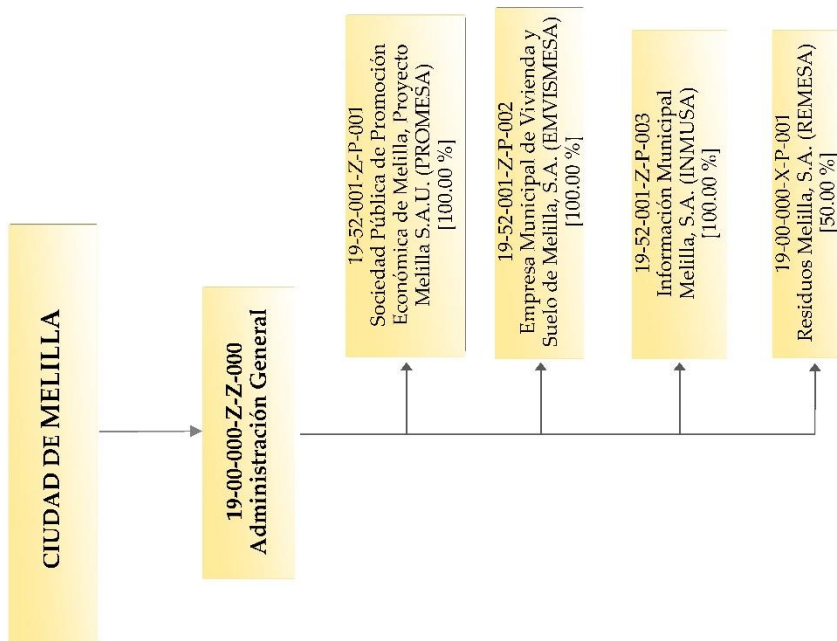 CIUDAD DE MELILLA
19-00-000-Z-Z-000
Administración General
19-52-001-Z-P-001
Sociedad Pública de Promoción
Económica de Melilla, Proyecto
Melilla S.A.U. (PROMESA)
[100.00 %]
19-52-001-Z-P-002
Empresa Municipal de Vivienda y
Suelo de Melilla, S.A. (EMVISMESA)
[100.00 %]
19-52-001-Z-P-003
Información Municipal
Melilla, S.A. (INMUSA)
[100.00 %]
19-00-000-X-P-001
Residuos Melilla, S.A. (REMESA)
[50.00 %]